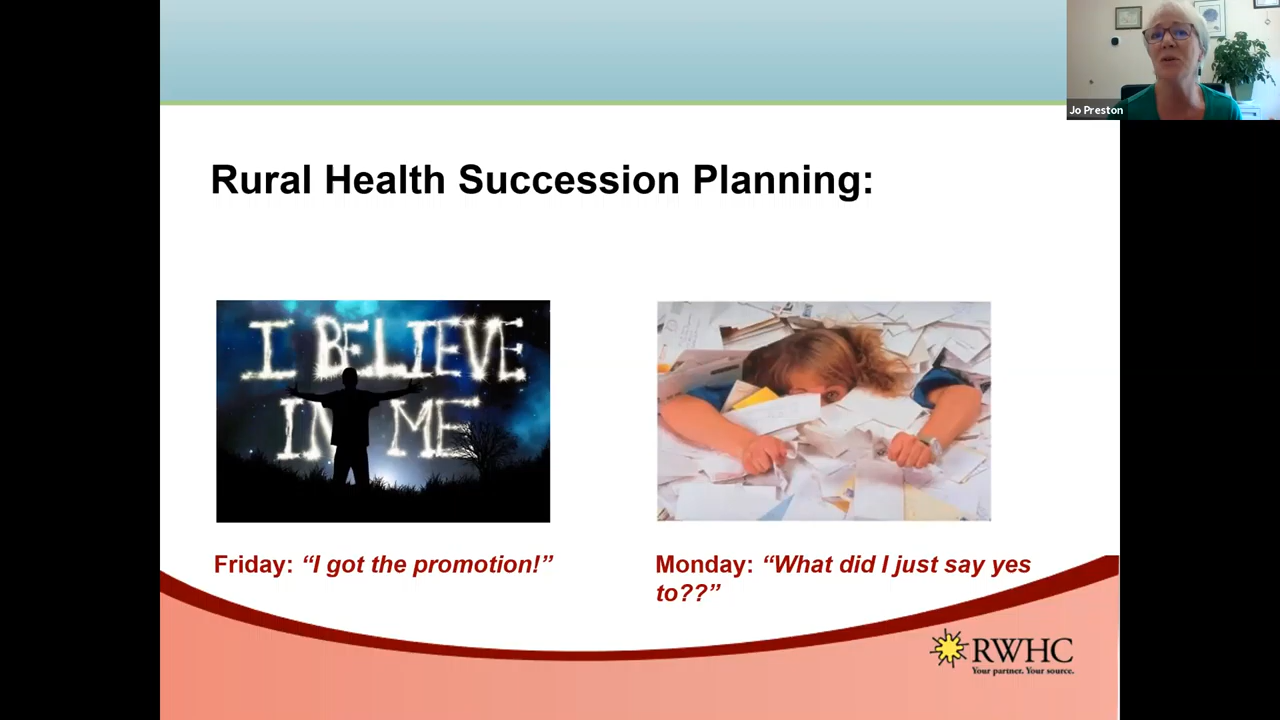 Jo Preston
Rural Health Succession Planning:
I BELIEVE
IN ME
Friday: “I got the promotion!”
Monday: “What did I just say yes
to??”
RWHC
Your partner. Your source.